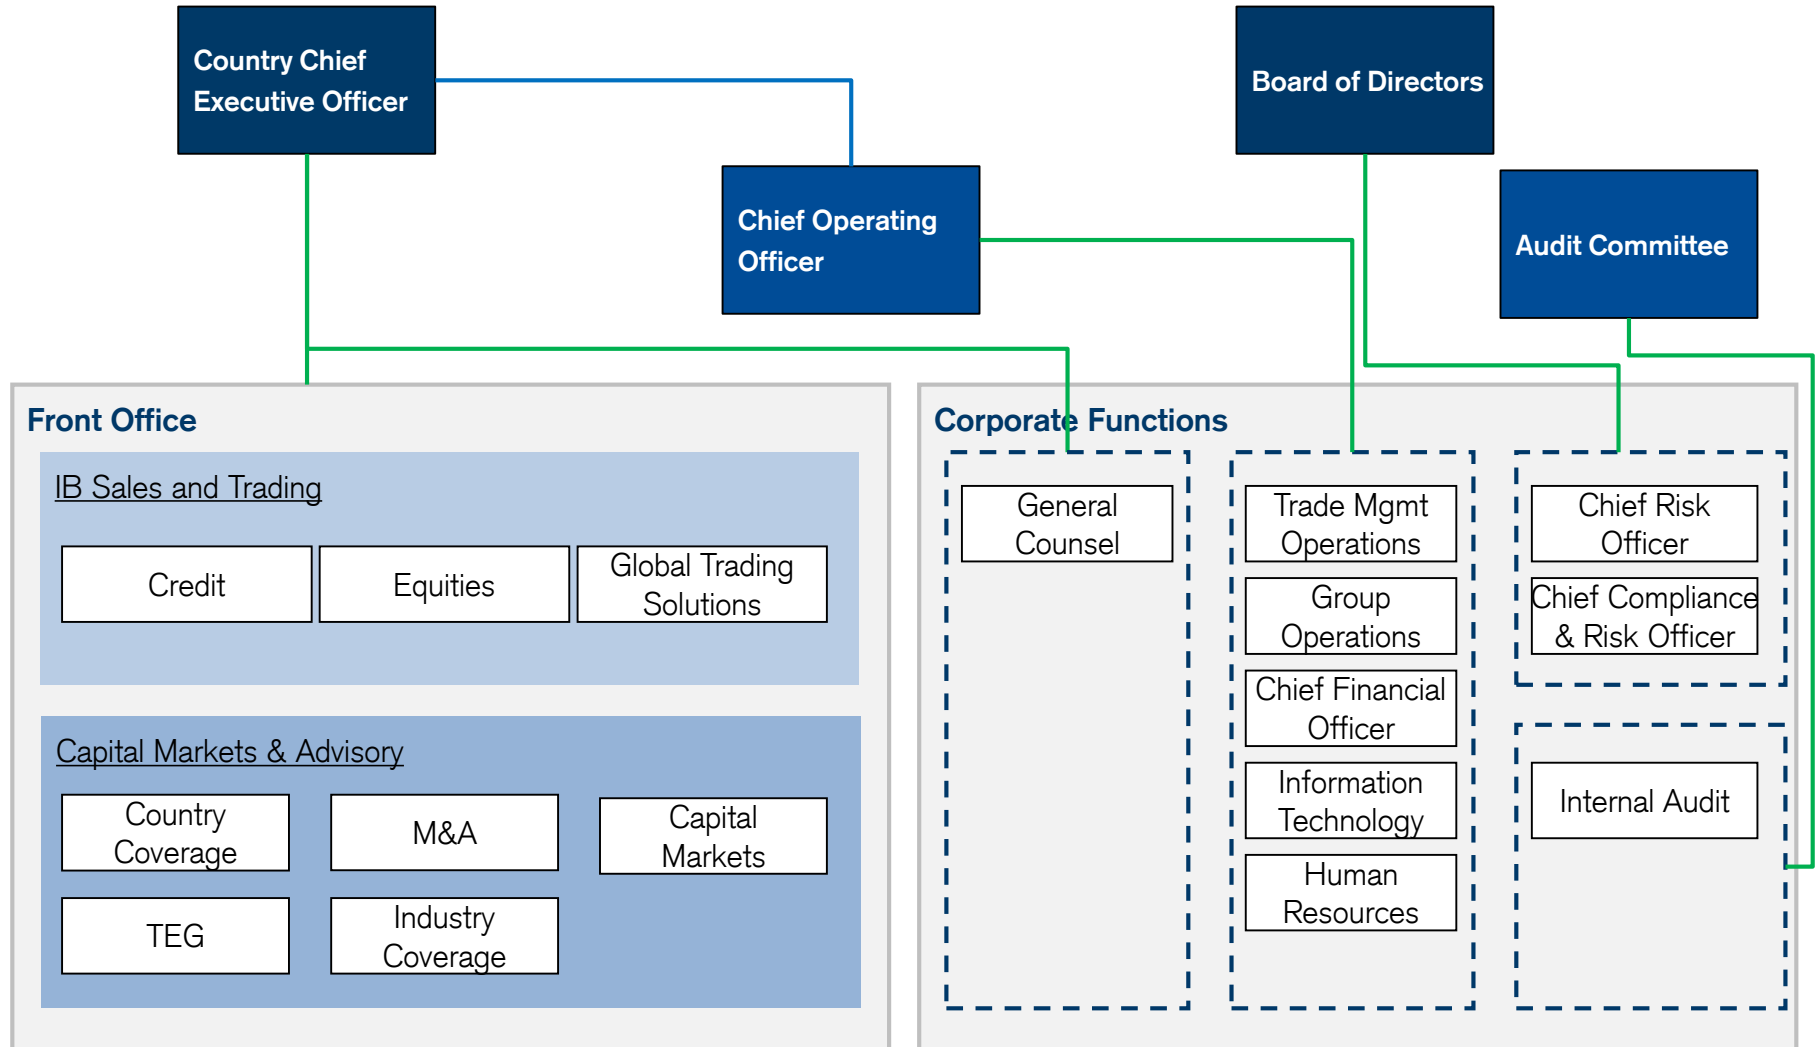 Country Chief
Executive Officer
Board of Directors
Chief Operating
Officer
Audit Committee
Front Office
IB Sales and Trading
Credit
Equities
Global Trading
Solutions
Capital Markets & Advisory
Country
Coverage
M&A
Capital
Markets
TEG
Industry
Coverage
Corporate Functions
General
Counsel
Trade Mgmt
Operations
Group
Operations
Chief Financial
Officer
Information
Technology
Human
Resources
Chief Risk
Officer
Chief Compliance
& Risk Officer
Internal Audit